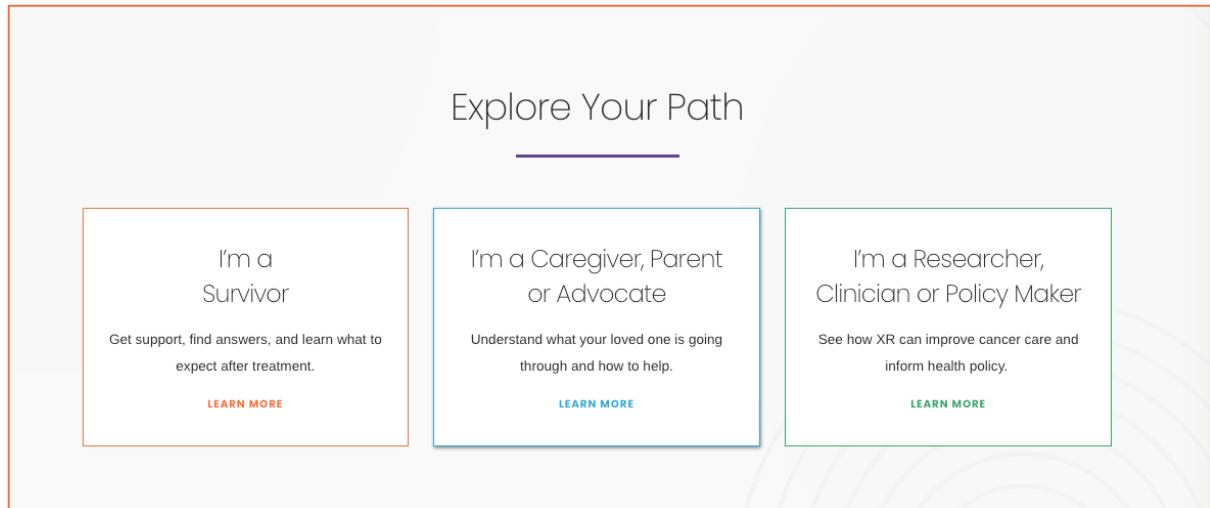 Explore Your Path
I’m a
Survivor
Get support, find answers, and learn what to
expect after treatment.
LEARN MORE
I’m a Caregiver, Parent
or Advocate
Understand what your loved one is going
through and how to help.
LEARN MORE
I’m a Researcher,
Clinician or Policy Maker
See how XR can improve cancer care and
inform health policy.
LEARN MORE